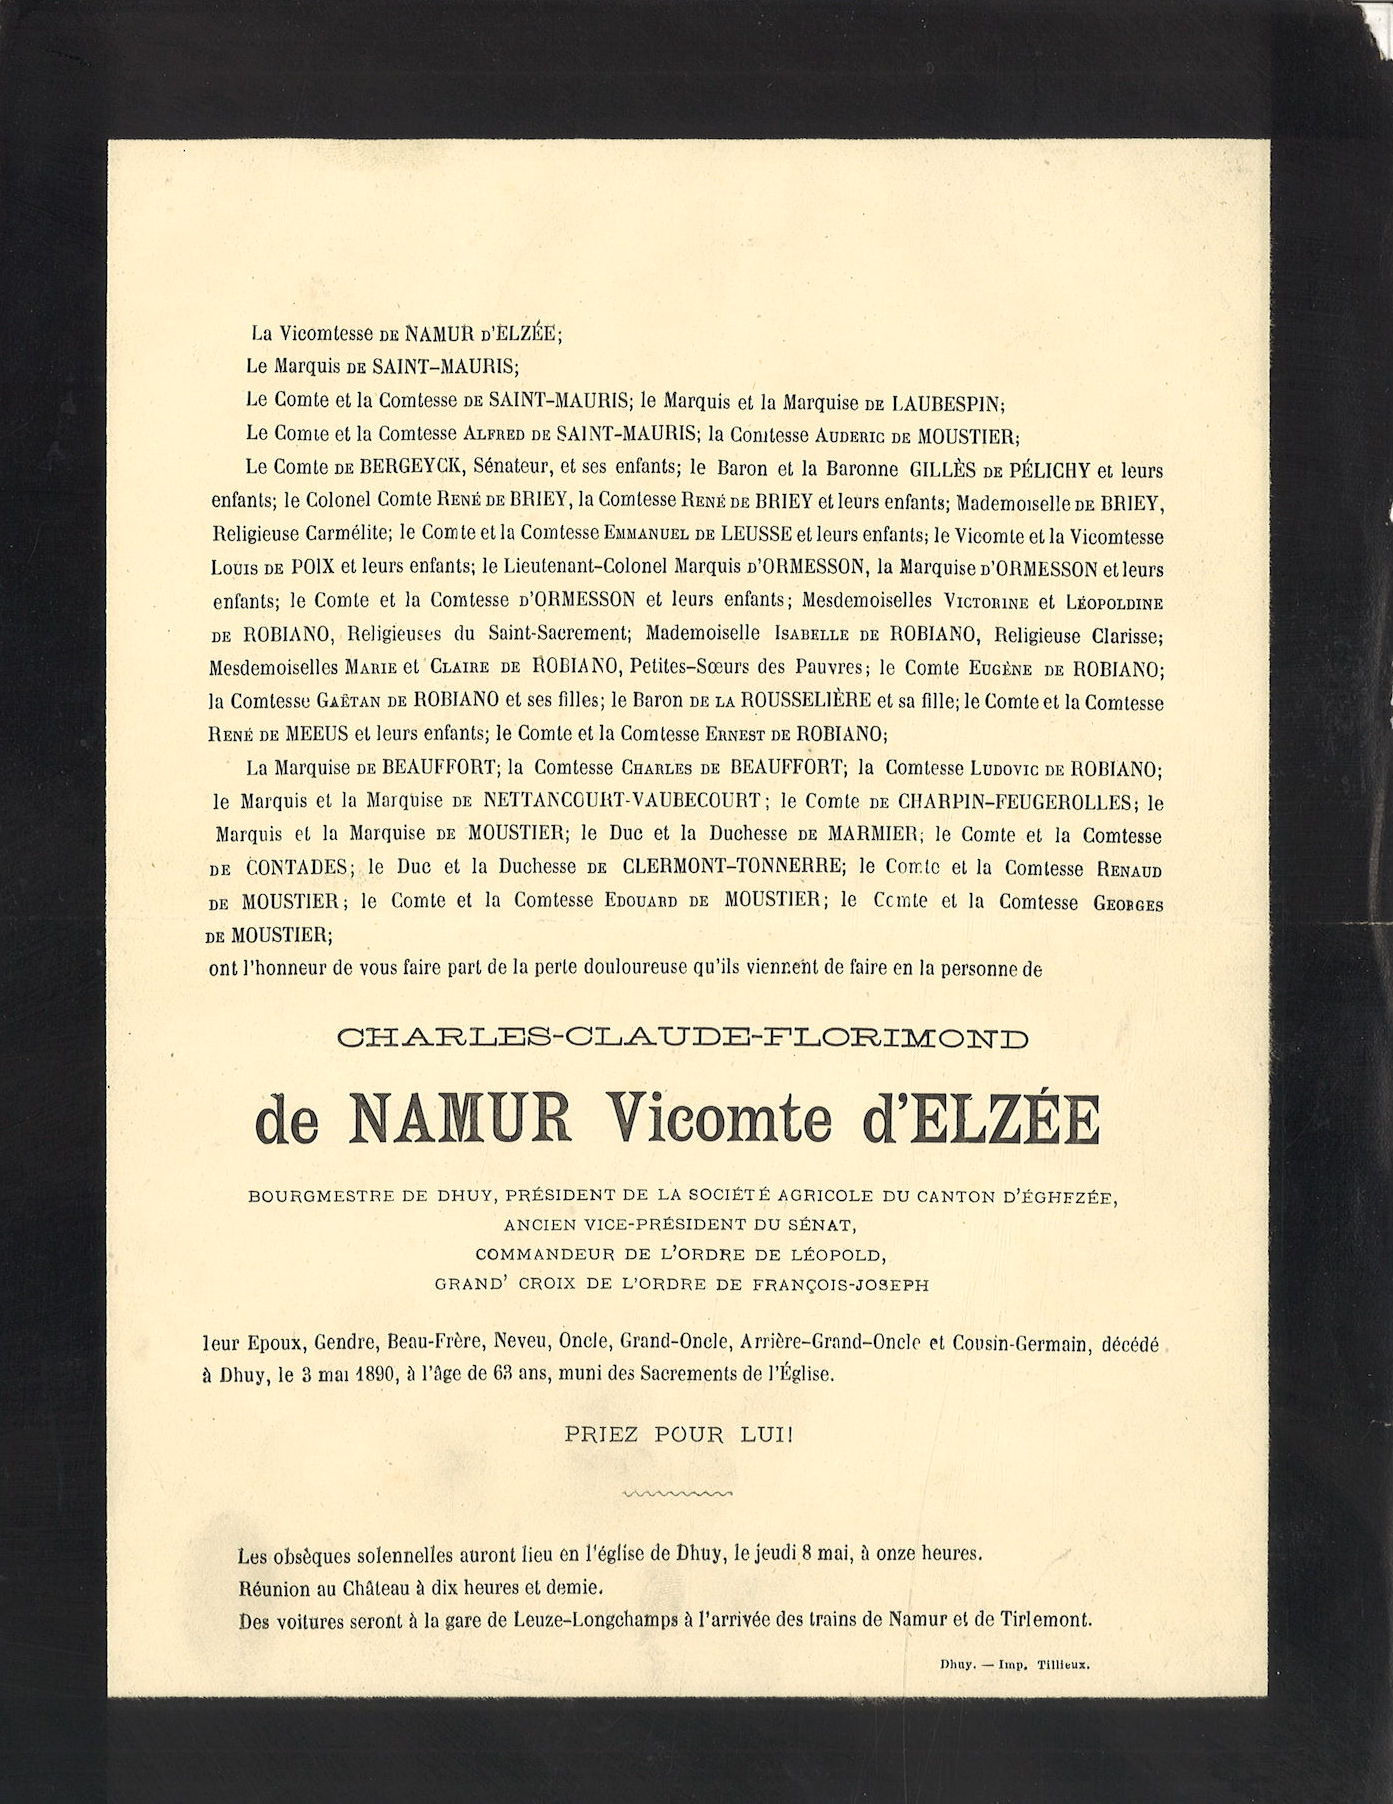 La Vicomtesse DE NAMUR D'ELZÉE;
Le Marquis DE SAINT-MAURIS;
Le Comte et la Comtesse DE SAINT-MAURIS; le Marquis et la Marquise DE LAUBESPIN;
Le Comte et la Comtesse ALFRED DE SAINT-MAURIS; la Comtesse AUDERIC DE MOUSTIER;
Le Comte DE BERGEYCK, Sénateur, et ses enfants; le Baron et la Baronne GILLÈS DE PÉLICHY et leurs
enfants; le Colonel Comte RENÉ DE BRIEY, la Comtesse RENÉ DE BRIEY et leurs enfants; Mademoiselle DE BRIEY,
Religieuse Carmélite; le Comte et la Comtesse EMMANUEL DE LEUSSE et leurs enfants; le Vicomte et la Vicomtesse
LOUIS DE POIX et leurs enfants; le Lieutenant-Colonel Marquis D'ORMESSON, la Marquise D'ORMESSON et leurs
enfants; le Comte et la Comtesse D'ORMESSON et leurs enfants; Mesdemoiselles VICTORINE et LÉOPOLDINE
DE ROBIANO, Religieuses du Saint-Sacrement; Mademoiselle ISABELLE DE ROBIANO, Religieuse Clarisse;
Mesdemoiselles MARIE et CLAIRE DE ROBIANO, Petites-Sœurs des Pauvres; le Comte EUGÈNE DE ROBIANO;
la Comtesse GAËTAN DE ROBIANO et ses filles; le Baron DE LA ROUSSELIÈRE et sa fille; le Comte et la Comtesse
RENÉ DE MEEUS et leurs enfants; le Comte et la Comtesse ERNEST DE ROBIANO;
La Marquise DE BEAUFFORT; la Comtesse CHARLES DE BEAUFFORT; la Comtesse LUDOVIC DE ROBIANO;
le Marquis et la Marquise DE NETTANCOURT-VAUBECOURT; le Comte DE CHARPIN-FEUGEROLLES; le
Marquis et la Marquise DE MOUSTIER; le Duc et la Duchesse DE MARMIER; le Comte et la Comtesse
DE CONTADES; le Duc et la Duchesse DE CLERMONT-TONNERRE; le Comte et la Comtesse RENAUD
DE MOUSTIER; le Comte et la Comtesse EDOUARD DE MOUSTIER; le Comte et la Comtesse GEORGES
DE MOUSTIER;
ont l'honneur de vous faire part de la perte douloureuse qu'ils viennent de faire en la personne de
CHARLES-CLAUDE-FLORIMOND
de NAMUR Vicomte d'ELZÉE
BOURGMESTRE DE DHUY, PRÉSIDENT DE LA SOCIÉTÉ AGRICOLE DU CANTON D'ÉGHEZÉE,
ANCIEN VICE-PRÉSIDENT DU SÉNAT,
COMMANDEUR DE L'ORDRE DE LÉOPOLD,
GRAND' CROIX DE L'ORDRE DE FRANÇOIS-JOSEPH
leur Epoux, Gendre, Beau-Frère, Neveu, Oncle, Grand-Oncle, Arrière-Grand-Oncle et Cousin-Germain, décédé
à Dhuy, le 3 mai 1890, à l'âge de 63 ans, muni des Sacrements de l'Église.
PRIEZ POUR LUI!
Les obsèques solennelles auront lieu en l'église de Dhuy, le jeudi 8 mai, à onze heures.
Réunion au Château à dix heures et demie.
Des voitures seront à la gare de Leuze-Longchamps à l'arrivée des trains de Namur et de Tirlemont.
Dhuy. — Imp. Tillieux.